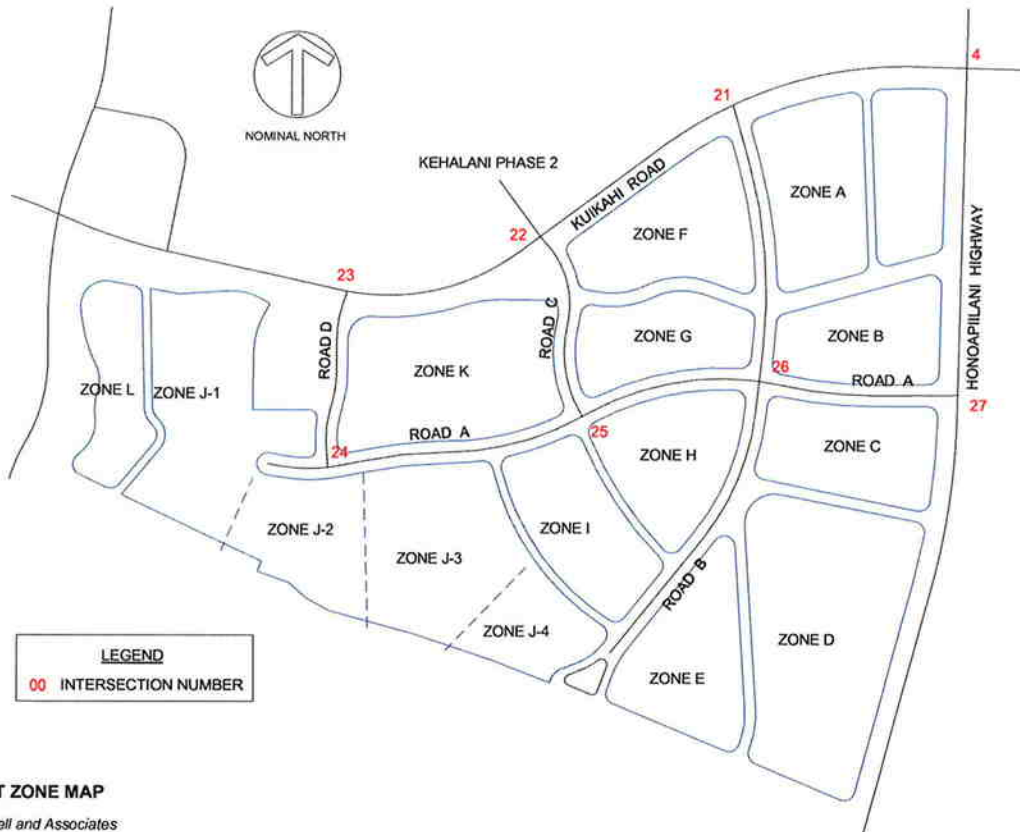 4
21
NOMINAL NORTH
KEHALANI PHASE 2
KUIKAHI ROAD
ZONE A
22
ZONE F
HONOAPIILANI HIGHWAY
23
ROAD D
ROAD C
ZONE G
ZONE B
ZONE L
ZONE J-1
ZONE K
26
ROAD A
27
ROAD A
25
24
ZONE H
ZONE C
ZONE J-2
ZONE I
ZONE J-3
ROAD B
ZONE J-4
ZONE D
ZONE E
LEGEND
00 INTERSECTION NUMBER
T ZONE MAP
ell and Associates